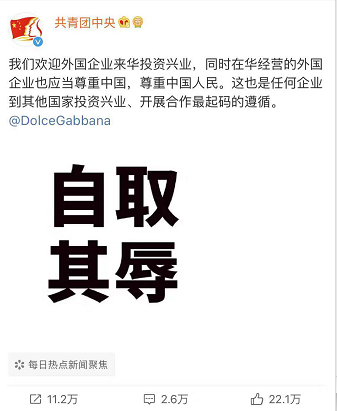 共青团中央
我们欢迎外国企业来华投资兴业，同时在华经营的外国
企业也应当尊重中国，尊重中国人民。这也是任何企业
到其他国家投资兴业、开展合作最起码的遵循。
@DolceGabbana
自取
其辱
每日热点新闻聚焦
11.2万 2.6万 22.1万